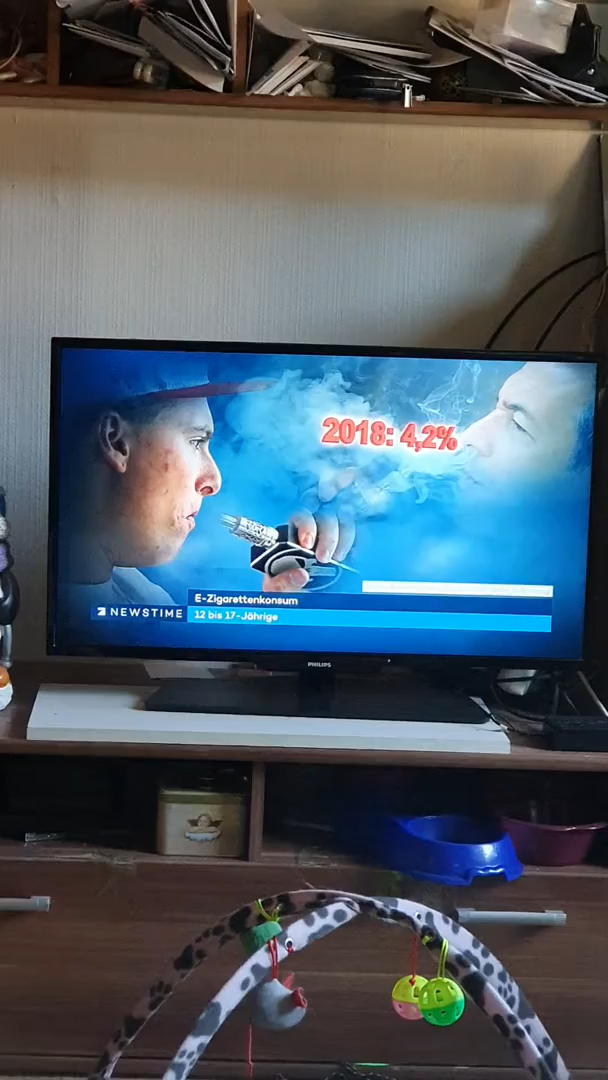 2018: 4,2%
E-Zigarettenkonsum
NEWSTIME
12 bis 17-Jährige
PHILIPS